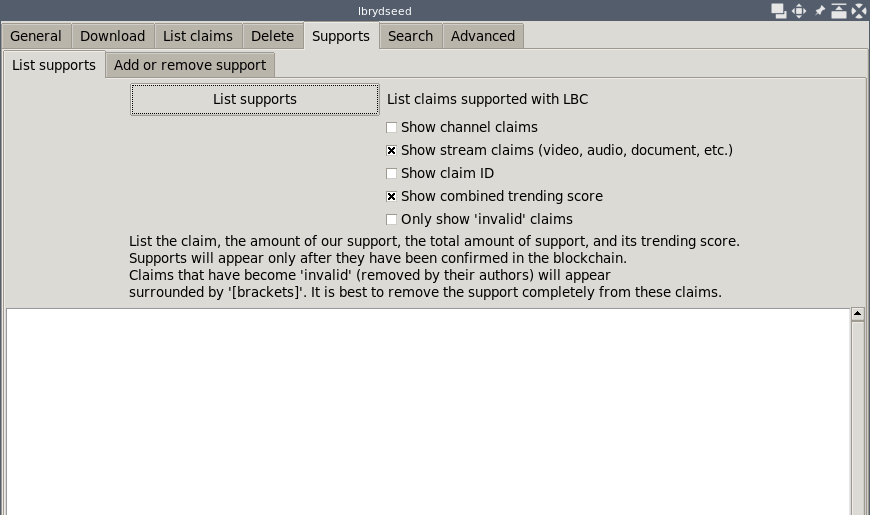 lbrydseed
General Download List claims Delete Supports Search Advanced
List supports Add or remove support
List supports List claims supported with LBC
Show channel claims
Show stream claims (video, audio, document, etc.)
Show claim ID
Show combined trending score
Only show 'invalid' claims
List the claim, the amount of our support, the total amount of support, and its trending score.
Supports will appear only after they have been confirmed in the blockchain.
Claims that have become 'invalid' (removed by their authors) will appear
surrounded by '[brackets]'. It is best to remove the support completely from these claims.